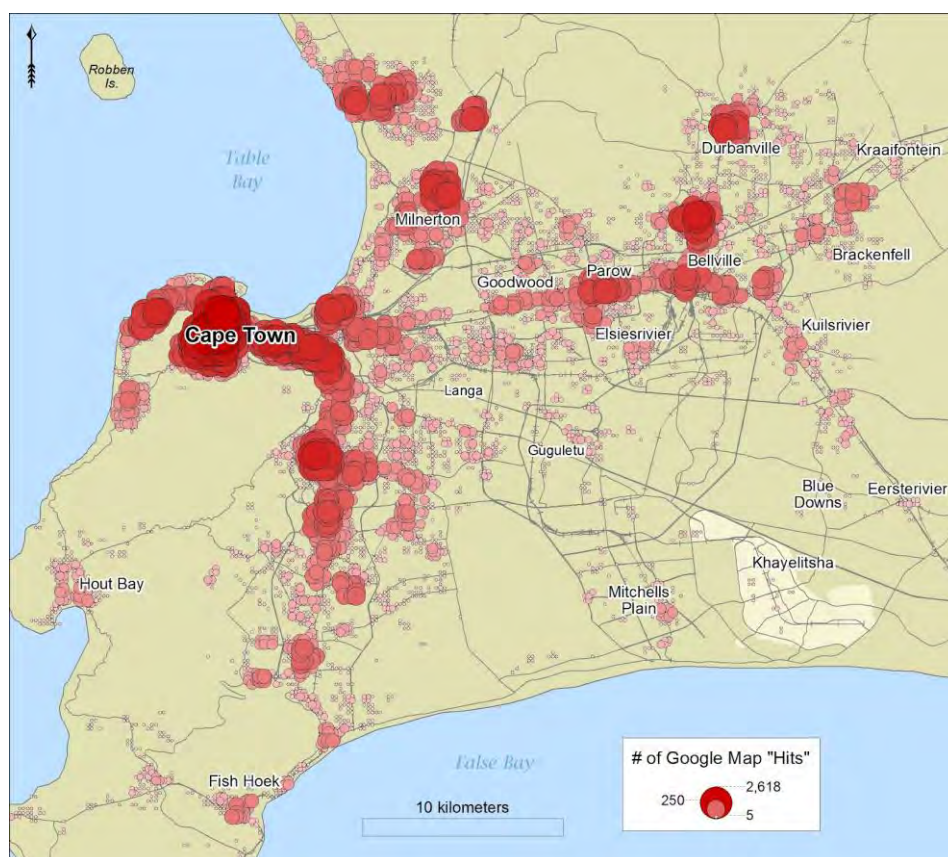 Robben
Is.
Table
Bay
Durbanville
Kraaifontein
Milnerton
Bellville
Brackenfell
Parow
Goodwood
Cape Town
Elsiesrivier
Kuilsrivier
Langa
Guguletu
Blue
Downs
Eersterivier
Khayelitsha
Hout Bay
Mitchells
Plain
False Bay
Fish Hoek
10 kilometers
# of Google Map "Hits"
2,618
250
5